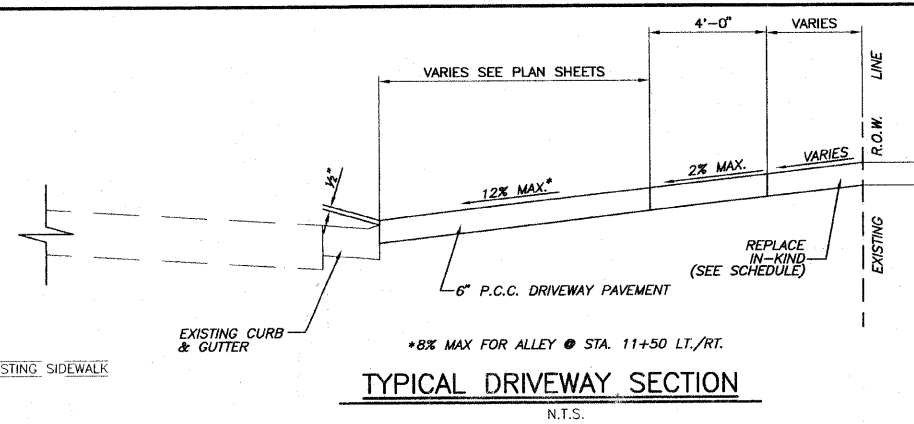 4'-0"
VARIES
VARIES SEE PLAN SHEETS
R.O.W. LINE
EXISTING
VARIES
2% MAX.
12% MAX.*
½"
REPLACE
IN-KIND
(SEE SCHEDULE)
6" P.C.C. DRIVEWAY PAVEMENT
EXISTING CURB
& GUTTER
*8% MAX FOR ALLEY @ STA. 11+50 LT./RT.
STING SIDEWALK
TYPICAL DRIVEWAY SECTION
N.T.S.